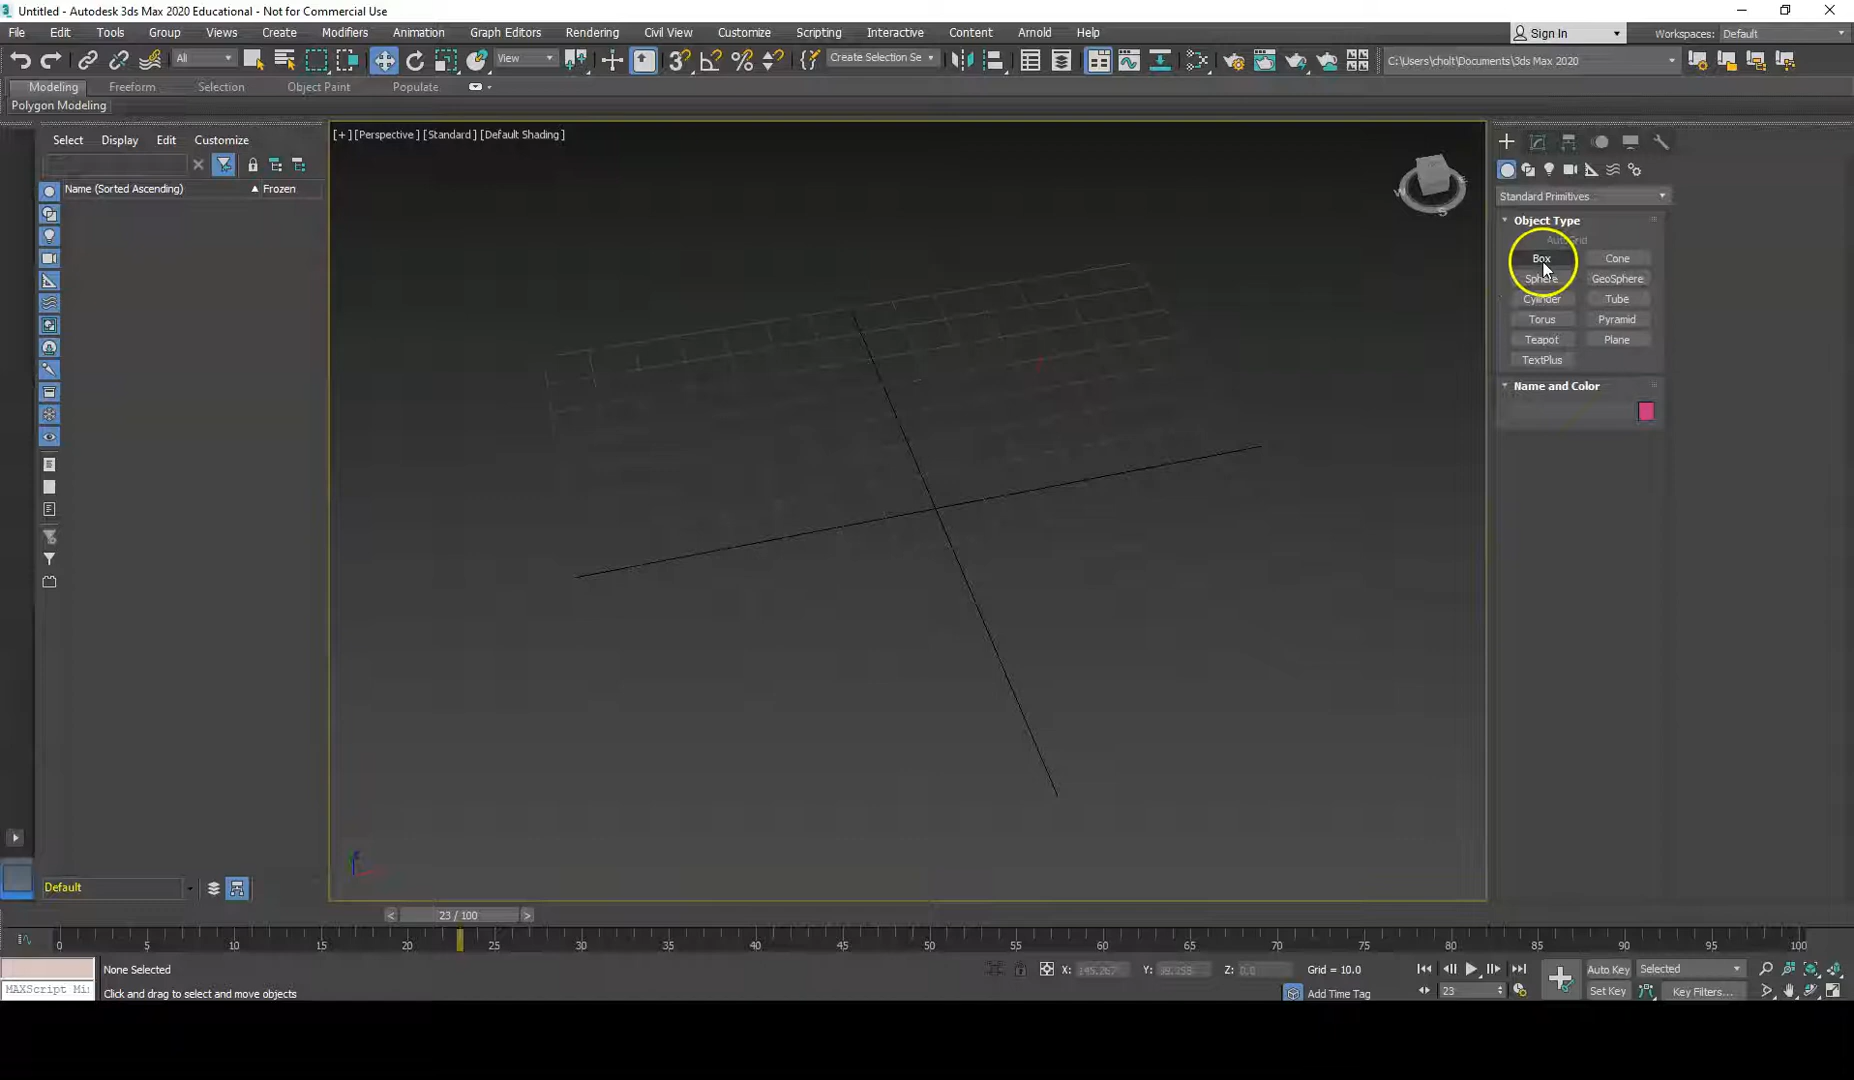 Untitled - Autodesk 3ds Max 2020 Educational - Not for Commercial Use
File Edit Tools Group Views Create Modifiers Animation Graph Editors Rendering Civil View Customize Scripting Interactive Content Arnold Help Sign In Workspaces: Default
All View Create Selection Se C:\Users\cholt\Documents\3ds Max 2020
Modeling Freeform Selection Object Paint Populate
Polygon Modeling
Select Display Edit Customize
Name (Sorted Ascending) Frozen
[+] [Perspective] [Standard] [Default Shading]
Standard Primitives
Object Type
AutoGrid
Box Cone
Sphere GeoSphere
Cylinder Tube
Torus Pyramid
Teapot Plane
TextPlus
Name and Color
Default
< 23 / 100 >
0 5 10 15 20 25 30 35 40 45 50 55 60 65 70 75 80 85 90 95 100
None Selected X: Y: Z: 0.0 Grid = 10.0 Auto Key Selected
MAXScript Mi Click and drag to select and move objects Add Time Tag 23 Set Key Key Filters...